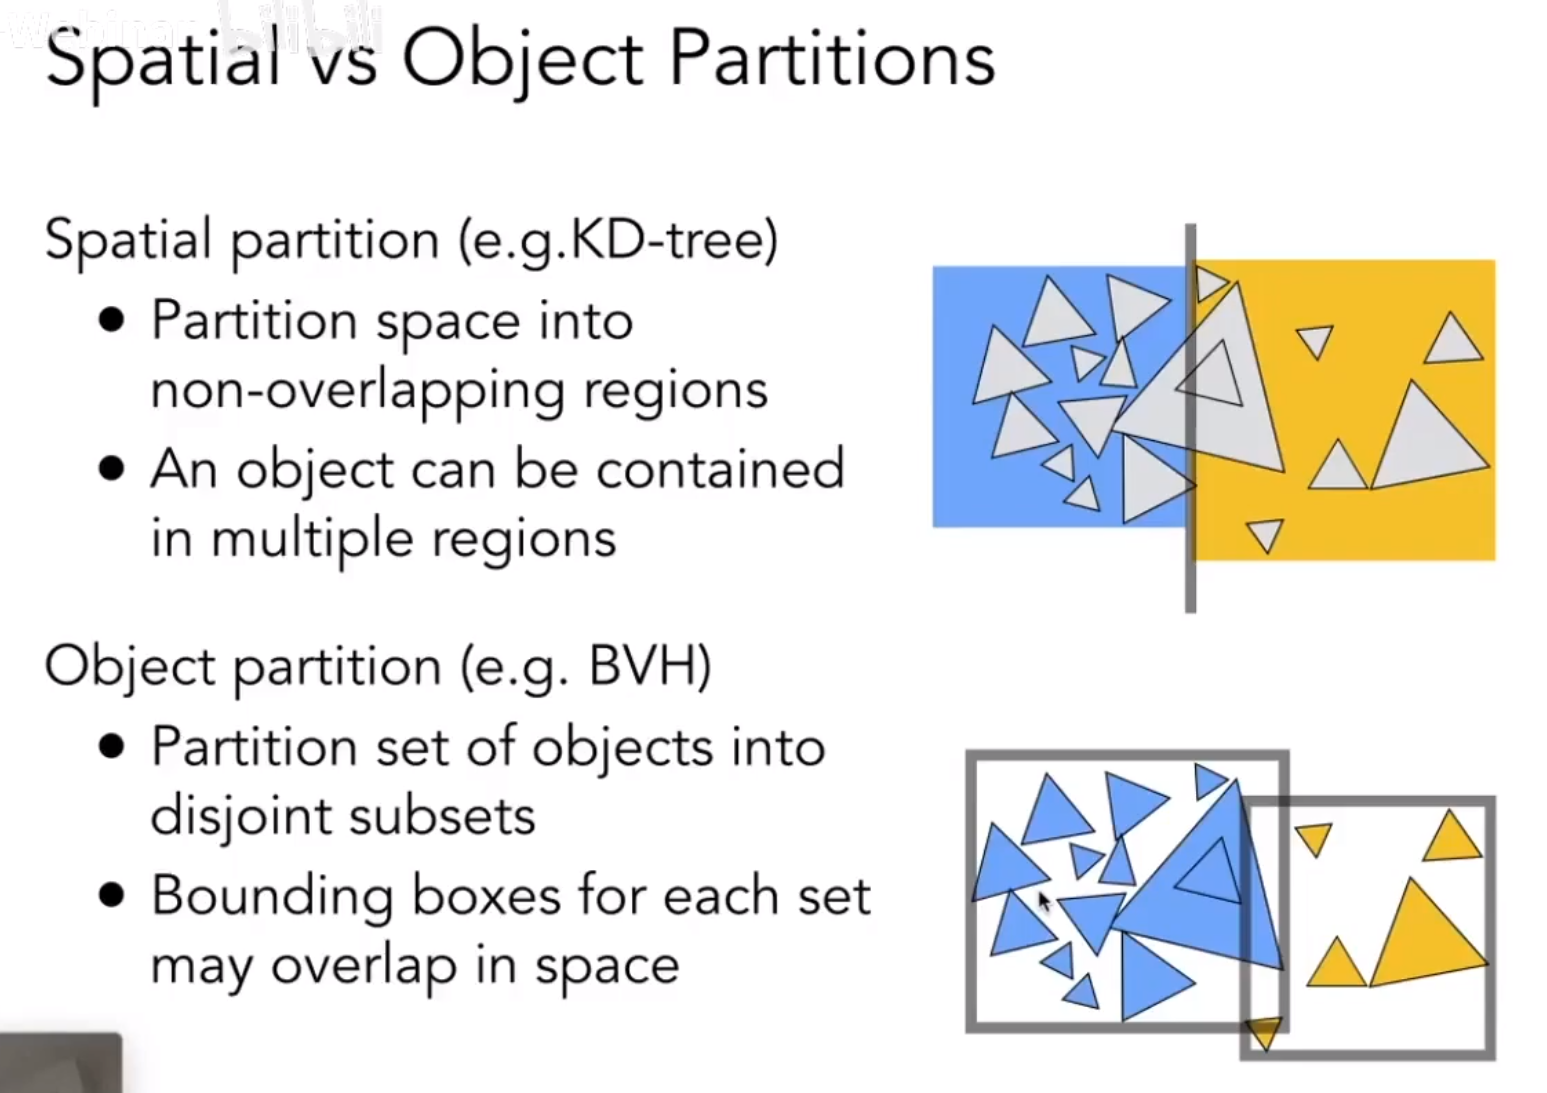 Webinar bilibili
Spatial vs Object Partitions
Spatial partition (e.g.KD-tree)
● Partition space into
non-overlapping regions
● An object can be contained
in multiple regions
Object partition (e.g. BVH)
● Partition set of objects into
disjoint subsets
● Bounding boxes for each set
may overlap in space